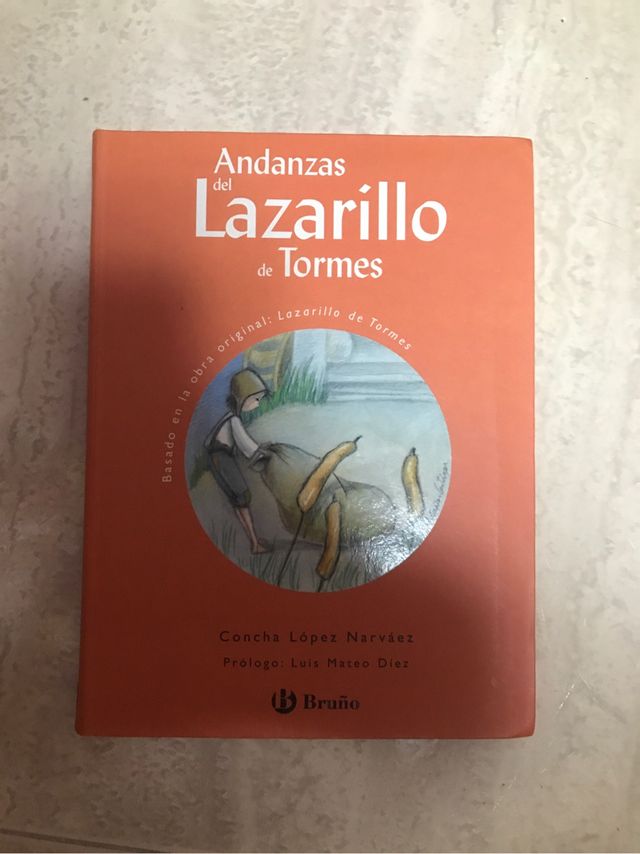 Andanzas
del
Lazarillo
de Tormes
Basado en la obra original: Lazarillo de Tormes
Concha López Narváez
Prólogo: Luis Mateo Díez
Bruño